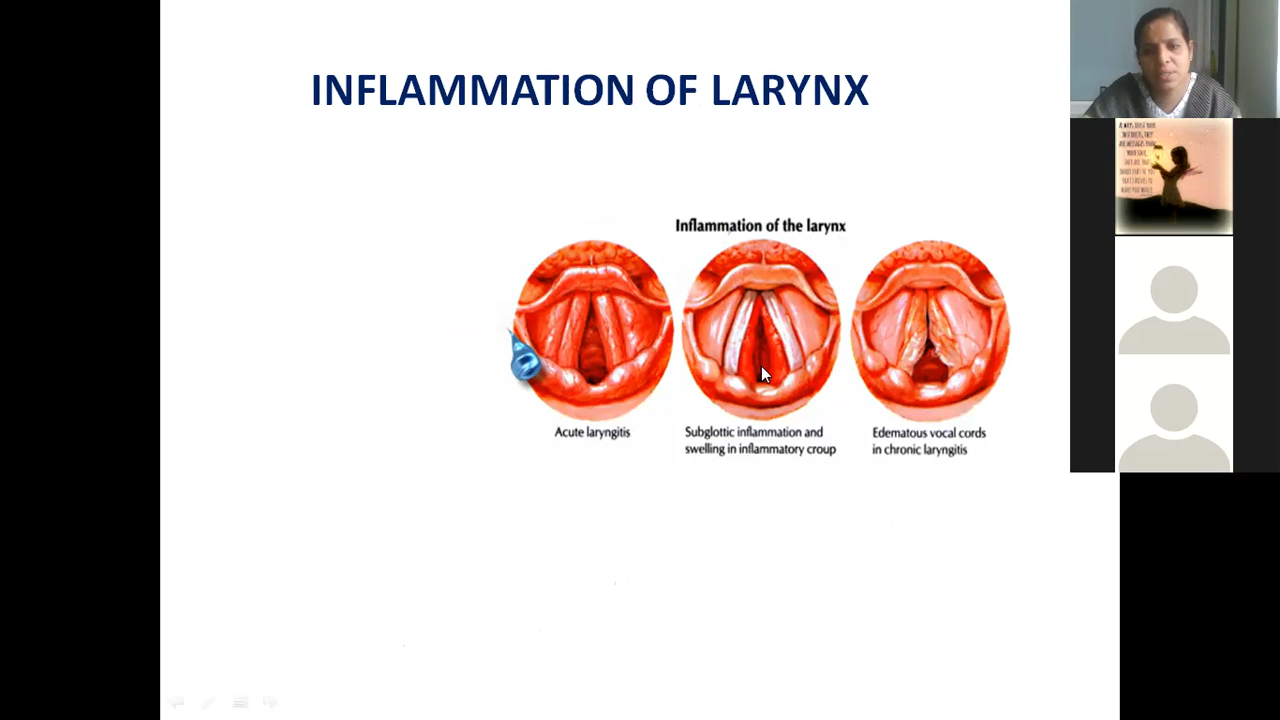 INFLAMMATION OF LARYNX
Inflammation of the larynx
Acute laryngitis
Subglottic inflammation and
swelling in inflammatory croup
Edematous vocal cords
in chronic laryngitis